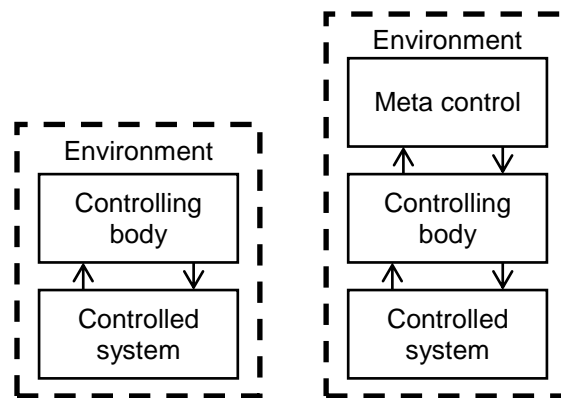 Environment
Controlling
body
Controlled
system
Environment
Meta control
Controlling
body
Controlled
system